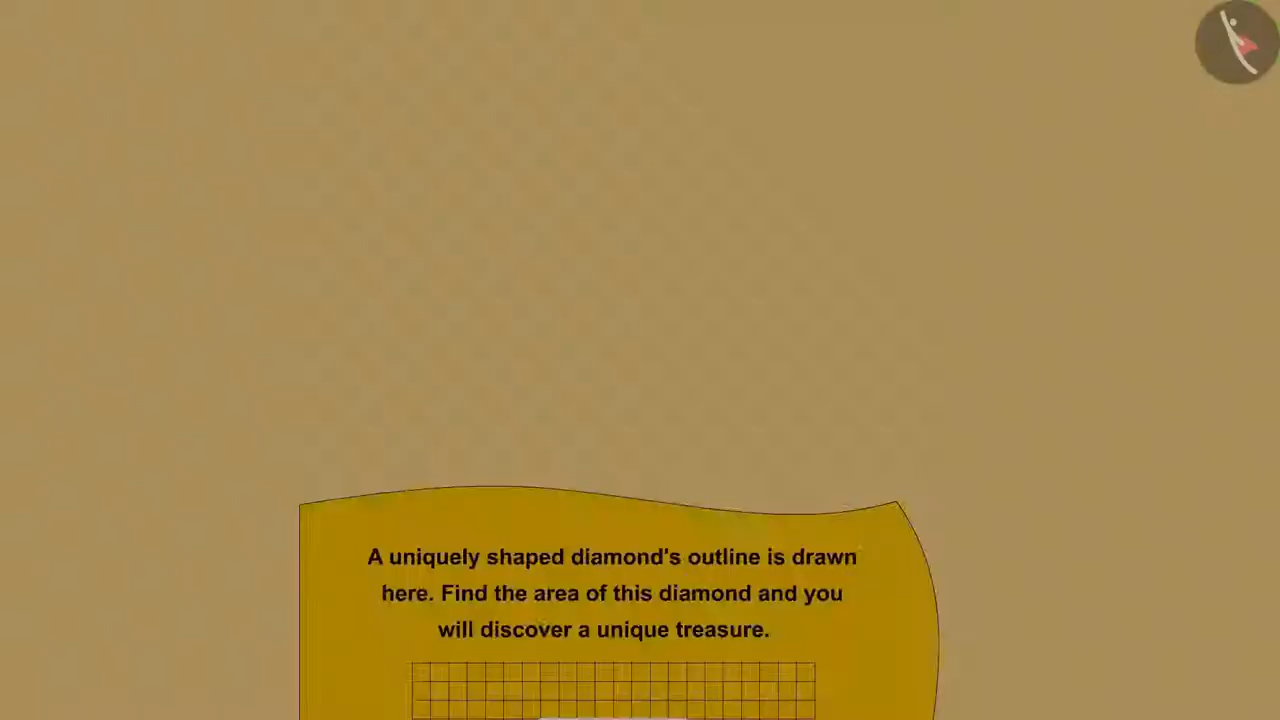 A uniquely shaped diamond's outline is drawn
here. Find the area of this diamond and you
will discover a unique treasure.